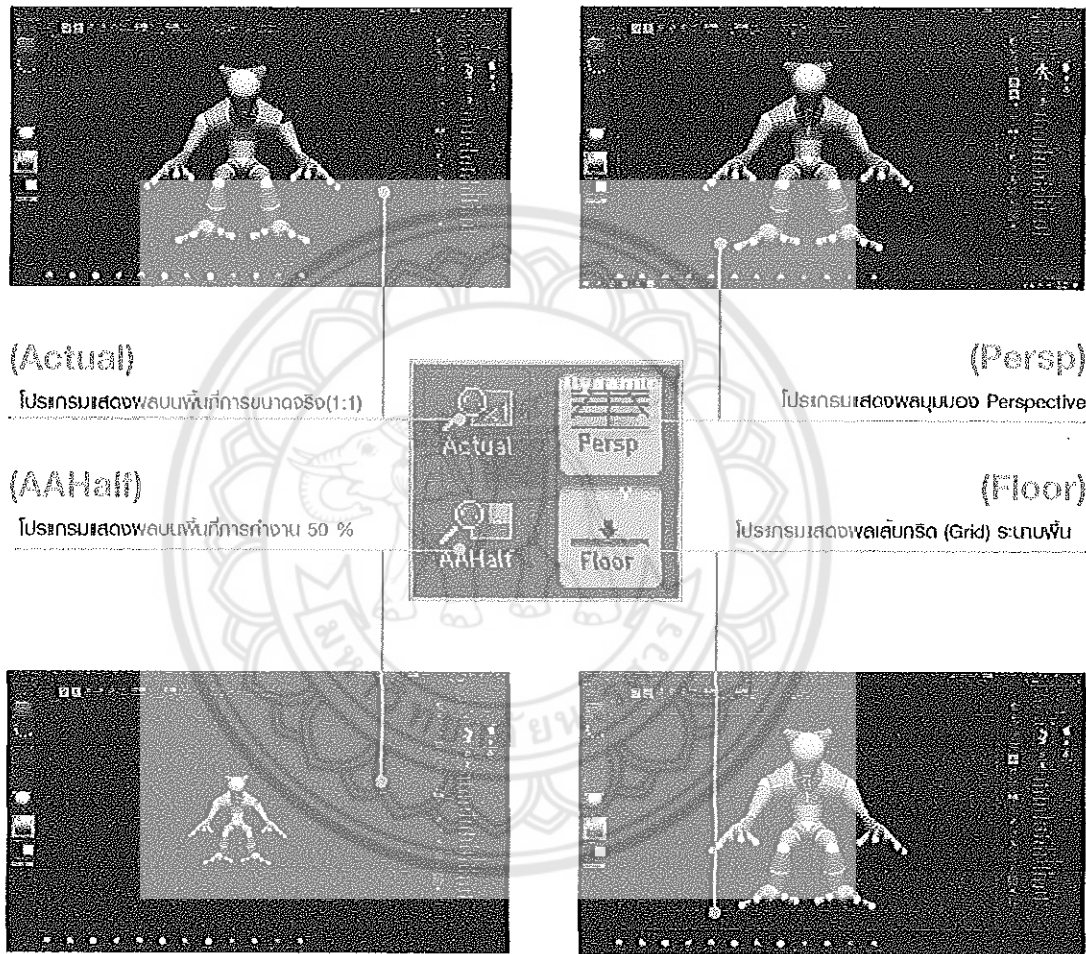 (Actual)
โปรแกรมแสดงผลบนพื้นที่การขนาดจริง(1:1)
(Persp)
โปรแกรมแสดงผลมุมมอง Perspective
(AAHalf)
โปรแกรมแสดงผลบนพื้นที่การทำงาน 50 %
(Floor)
โปรแกรมแสดงผลเส้นกริด (Grid) ระนาบพื้น
Dynamic
Actual
Persp
AAHalf
Floor